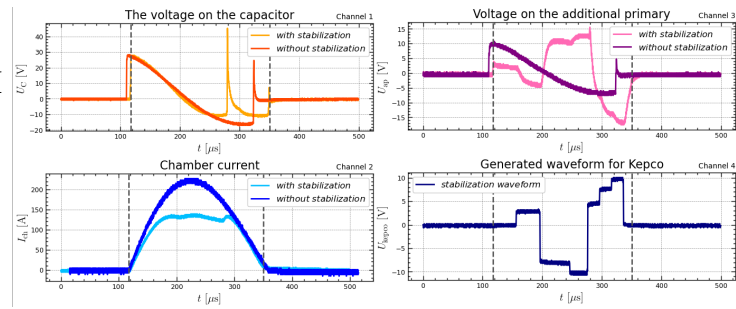 The voltage on the capacitor
Channel 1
with stabilization
without stabilization
U_C [V]
40
30
20
10
0
−10
−20
0
100
200
300
400
500
t [μs]
Voltage on the additional primary
Channel 3
with stabilization
without stabilization
U_ap [V]
15
10
5
0
−5
−10
−15
0
100
200
300
400
500
t [μs]
Chamber current
Channel 2
with stabilization
without stabilization
I_ch [A]
200
150
100
50
0
0
100
200
300
400
500
t [μs]
Generated waveform for Kepco
Channel 4
stabilization waveform
U_kepco [V]
10
5
0
−5
−10
0
100
200
300
400
500
t [μs]